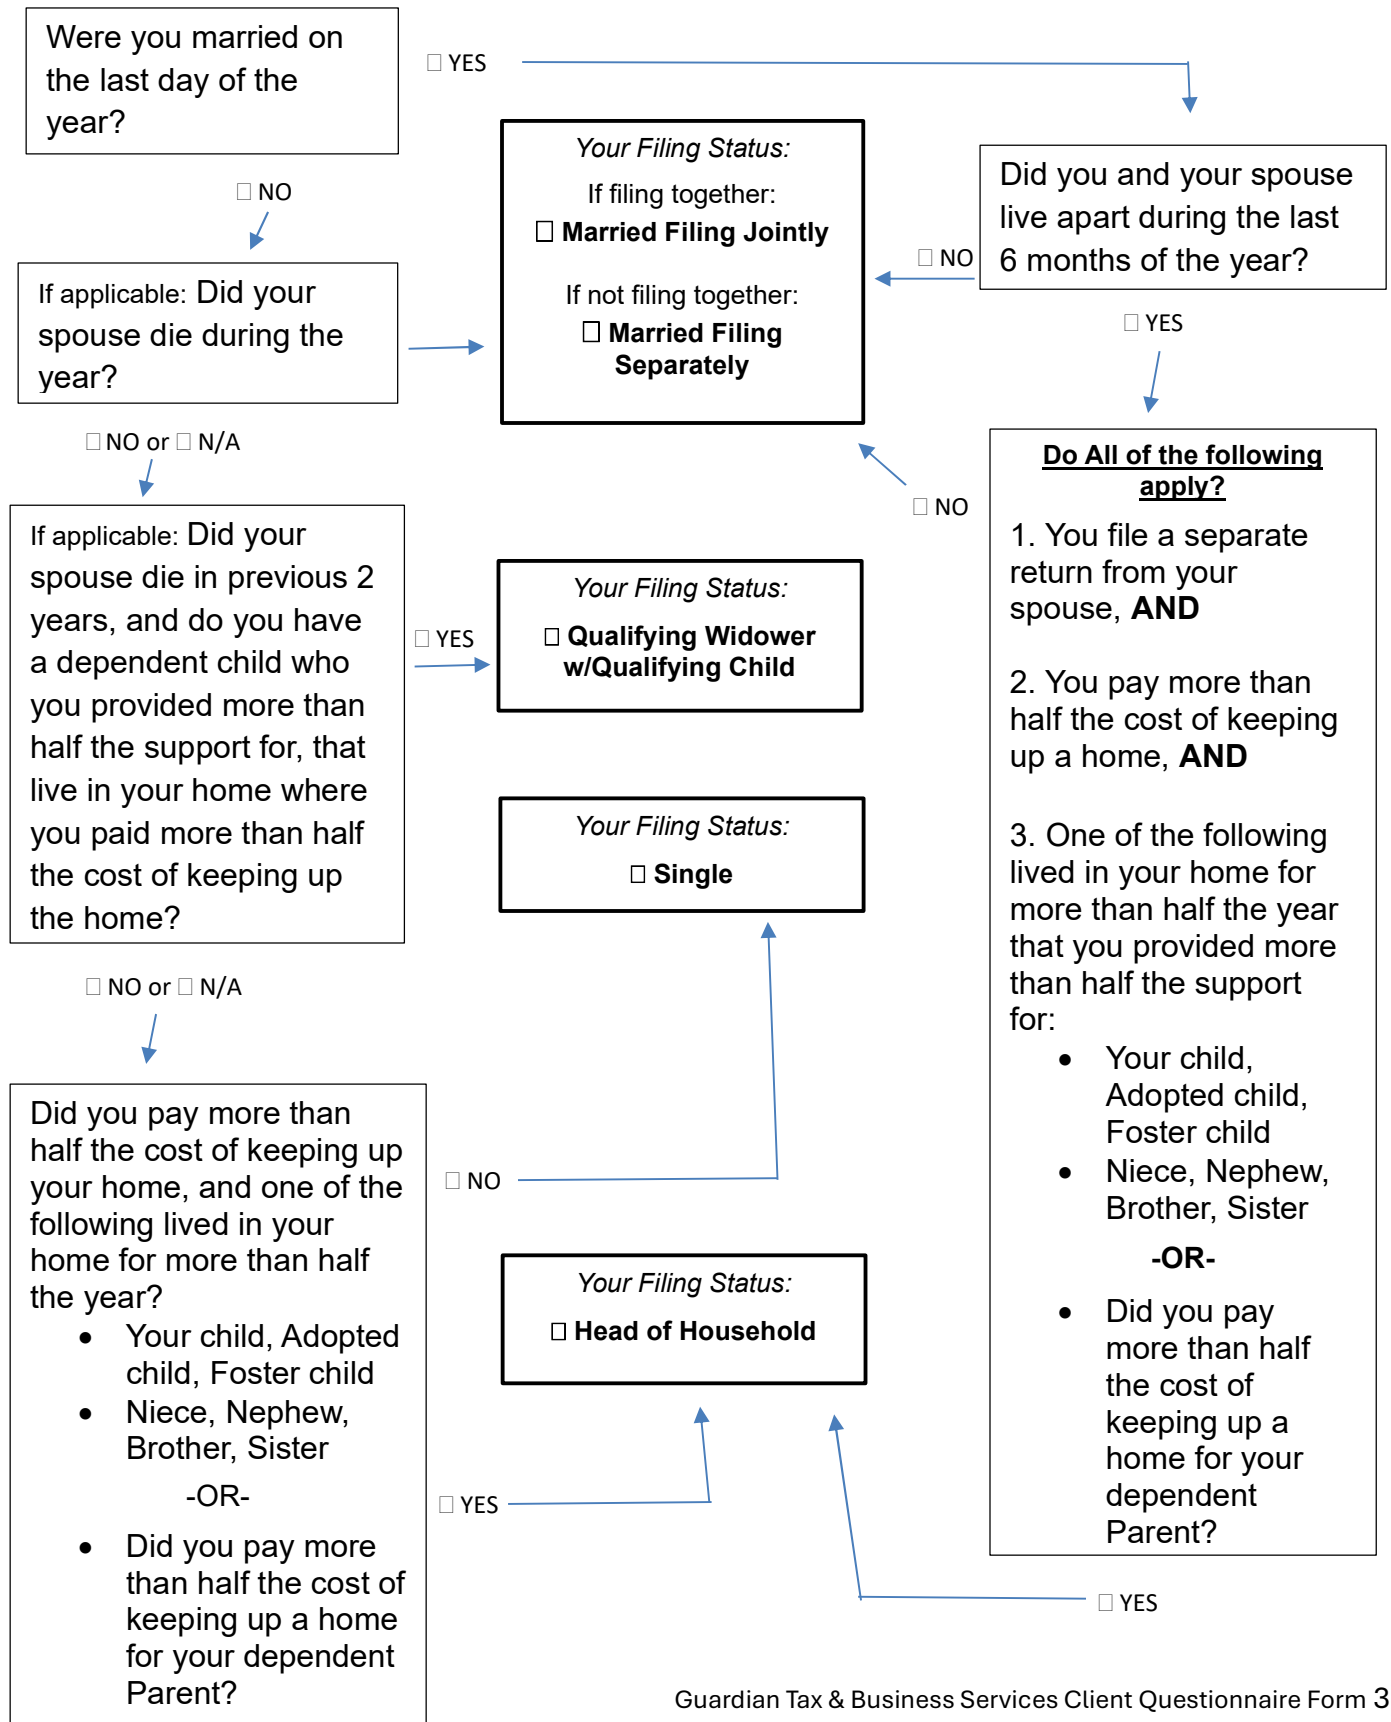 Were you married on
the last day of the
year?
☐ YES
☐ NO
Your Filing Status:
If filing together:
☐ Married Filing Jointly
If not filing together:
☐ Married Filing
Separately
Did you and your spouse
live apart during the last
6 months of the year?
☐ NO
☐ YES
If applicable: Did your
spouse die during the
year?
☐ NO or ☐ N/A
☐ NO
Do All of the following
apply?
1. You file a separate
return from your
spouse, AND
2. You pay more than
half the cost of keeping
up a home, AND
3. One of the following
lived in your home for
more than half the year
that you provided more
than half the support
for:
• Your child,
Adopted child,
Foster child
• Niece, Nephew,
Brother, Sister
-OR-
• Did you pay
more than half
the cost of
keeping up a
home for your
dependent
Parent?
☐ YES
If applicable: Did your
spouse die in previous 2
years, and do you have
a dependent child who
you provided more than
half the support for, that
live in your home where
you paid more than half
the cost of keeping up
the home?
☐ YES
Your Filing Status:
☐ Qualifying Widower
w/Qualifying Child
☐ NO or ☐ N/A
Your Filing Status:
☐ Single
Did you pay more than
half the cost of keeping up
your home, and one of the
following lived in your
home for more than half
the year?
• Your child, Adopted
child, Foster child
• Niece, Nephew,
Brother, Sister
-OR-
• Did you pay more
than half the cost of
keeping up a home
for your dependent
Parent?
☐ NO
☐ YES
Your Filing Status:
☐ Head of Household
Guardian Tax & Business Services Client Questionnaire Form 3